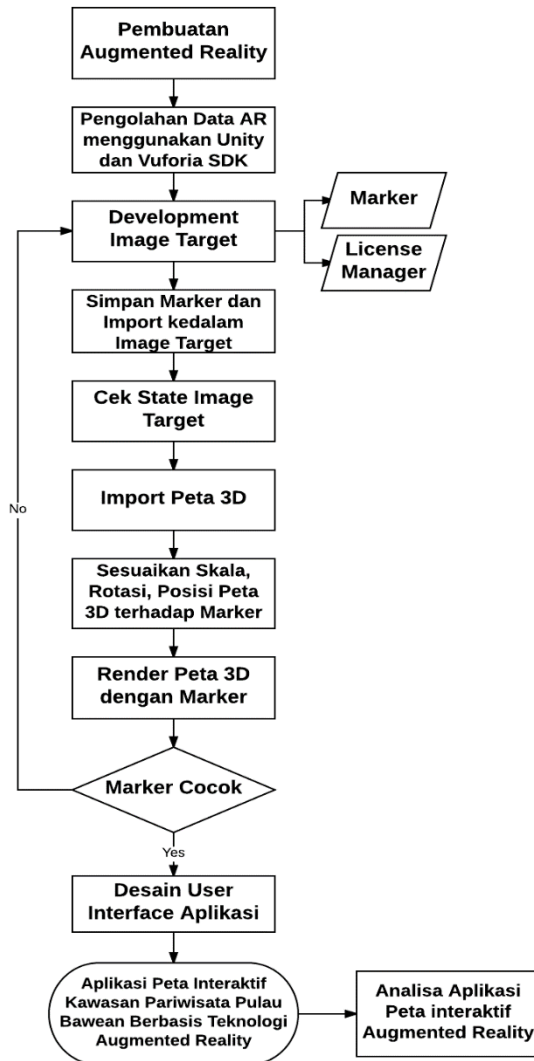 Pembuatan
Augmented Reality
Pengolahan Data AR
menggunakan Unity
dan Vuforia SDK
Development
Image Target
Marker
License
Manager
Simpan Marker dan
Import kedalam
Image Target
Cek State Image
Target
Import Peta 3D
No
Sesuaikan Skala,
Rotasi, Posisi Peta
3D terhadap Marker
Render Peta 3D
dengan Marker
Marker Cocok
Yes
Desain User
Interface Aplikasi
Aplikasi Peta Interaktif
Kawasan Pariwisata Pulau
Bawean Berbasis Teknologi
Augmented Reality
Analisa Aplikasi
Peta interaktif
Augmented Reality